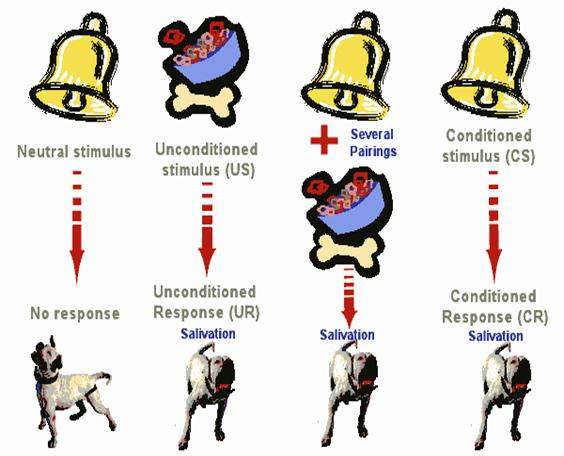 Neutral stimulus
Unconditioned
stimulus (US)
Several
Pairings
Conditioned
stimulus (CS)
No response
Unconditioned
Response (UR)
Salivation
Salivation
Conditioned
Response (CR)
Salivation